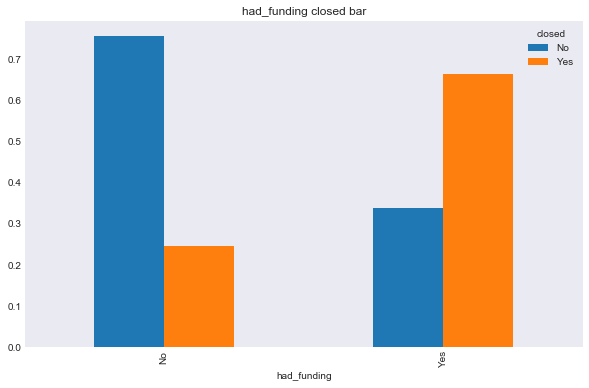 had_funding closed bar
closed
No
Yes
0.7
0.6
0.5
0.4
0.3
0.2
0.1
0.0
No
Yes
had_funding